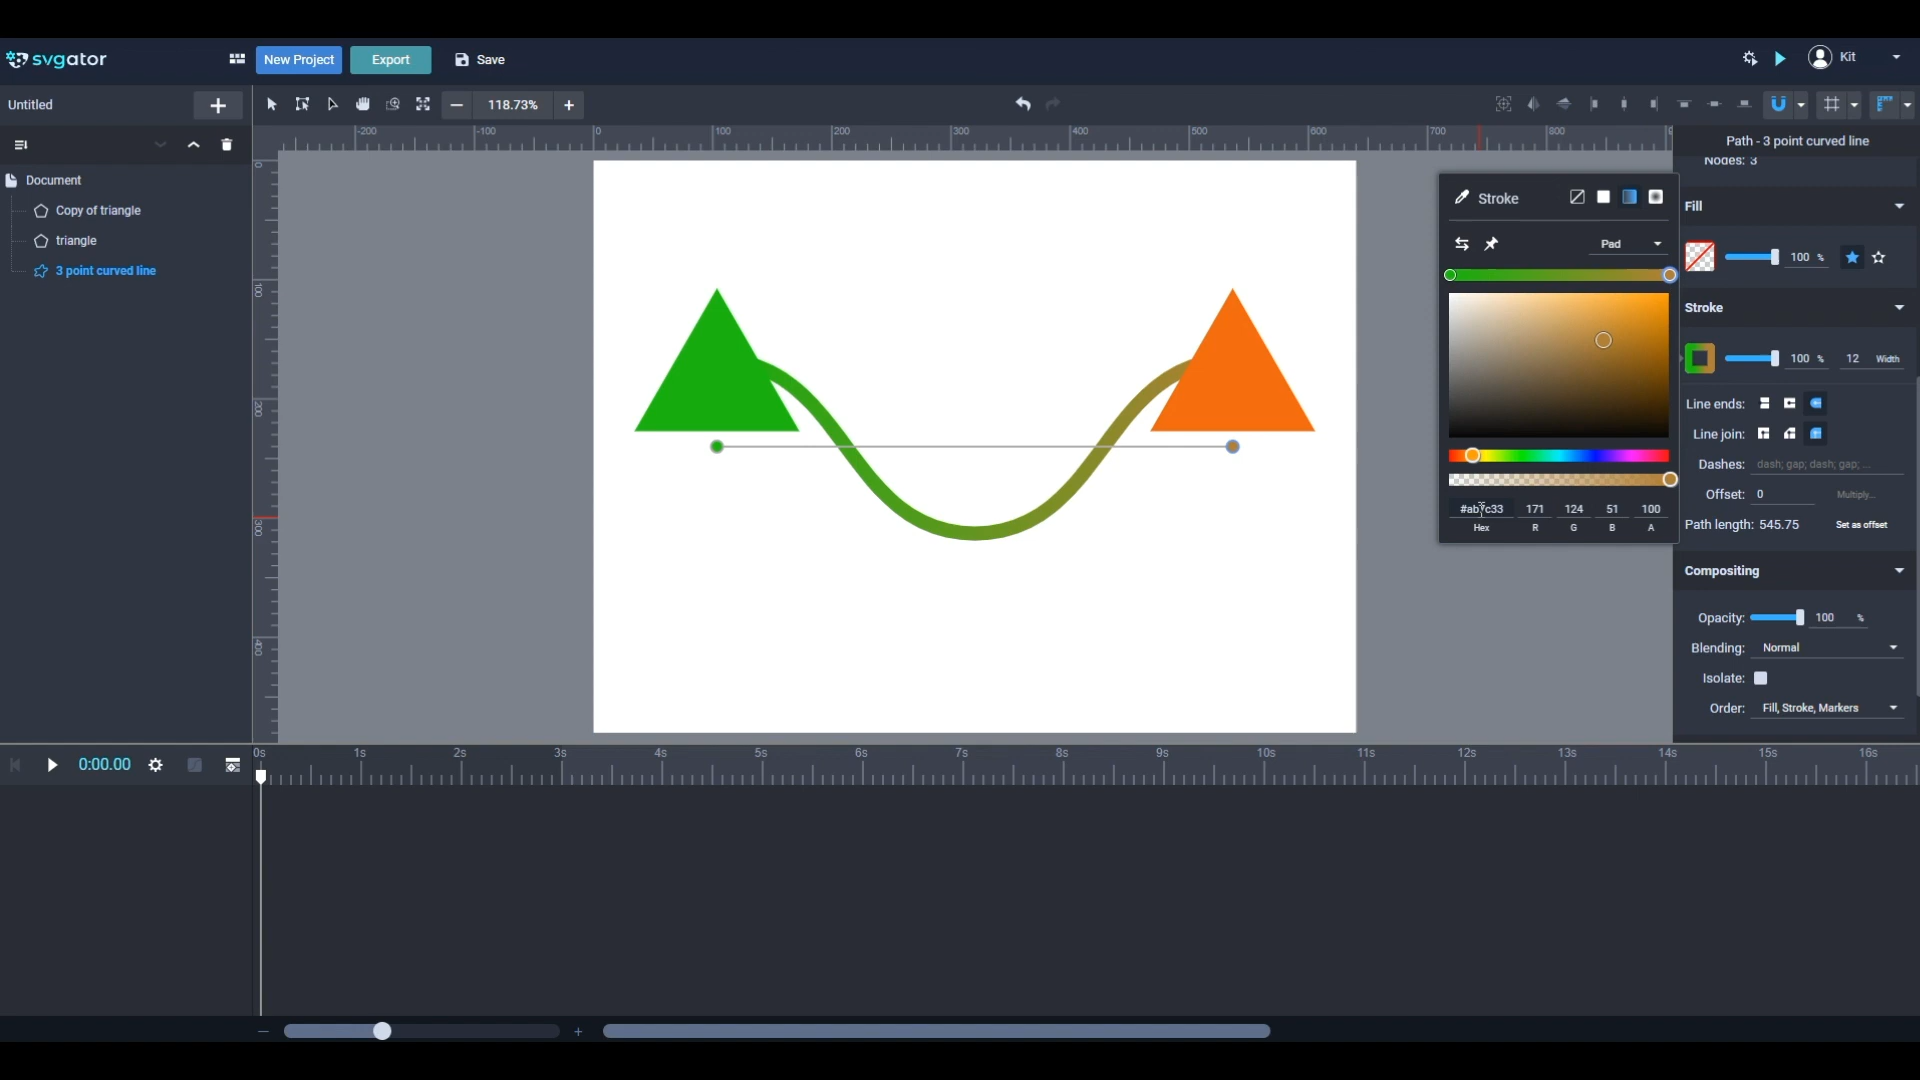 svgator New Project Export Save Kit
Untitled 118.73%
-200 -100 0 100 200 300 400 500 600 700 800
Path - 3 point curved line
Nodes: 3
Document
Copy of triangle
triangle
3 point curved line
0
100
200
300
400
Stroke
Pad
#ab7c33 171 124 51 100
Hex R G B A
Fill
100 %
Stroke
100 % 12 Width
Line ends:
Line join:
Dashes: dash; gap; dash; gap; ...
Offset: 0 Multiply...
Path length: 545.75 Set as offset
Compositing
Opacity: 100 %
Blending: Normal
Isolate:
Order: Fill, Stroke, Markers
0:00.00
0s 1s 2s 3s 4s 5s 6s 7s 8s 9s 10s 11s 12s 13s 14s 15s 16s